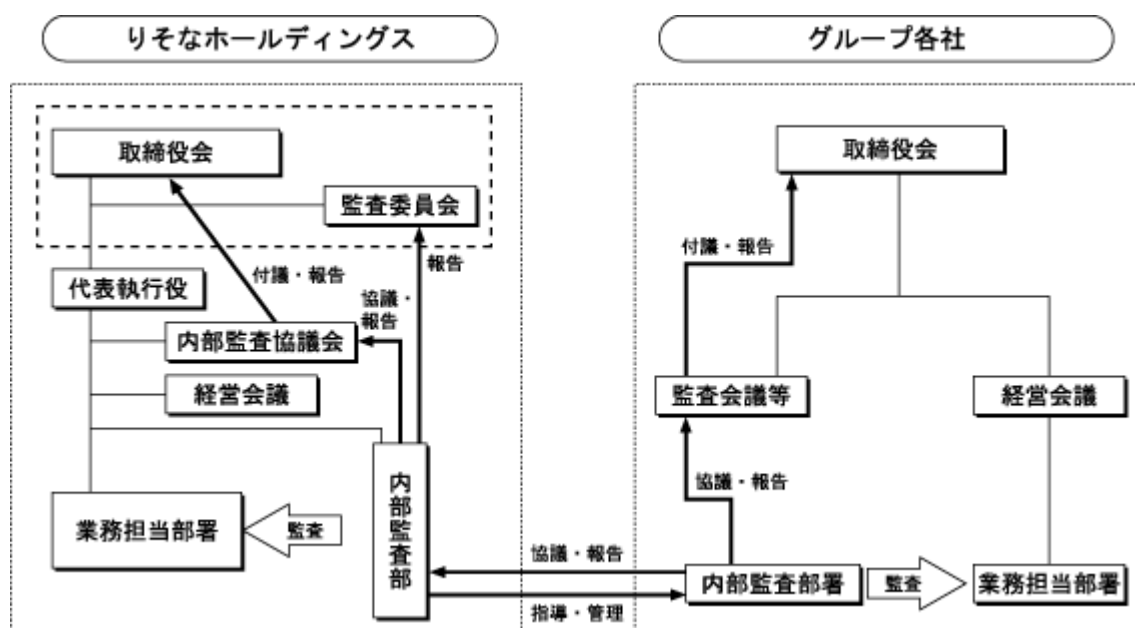 りそなホールディングス
グループ各社
取締役会
監査委員会
付議・報告
報告
代表執行役
協議・
報告
内部監査協議会
経営会議
内部監査部
業務担当部署
監査
取締役会
付議・報告
監査会議等
経営会議
協議・報告
協議・報告
指導・管理
内部監査部署
監査
業務担当部署